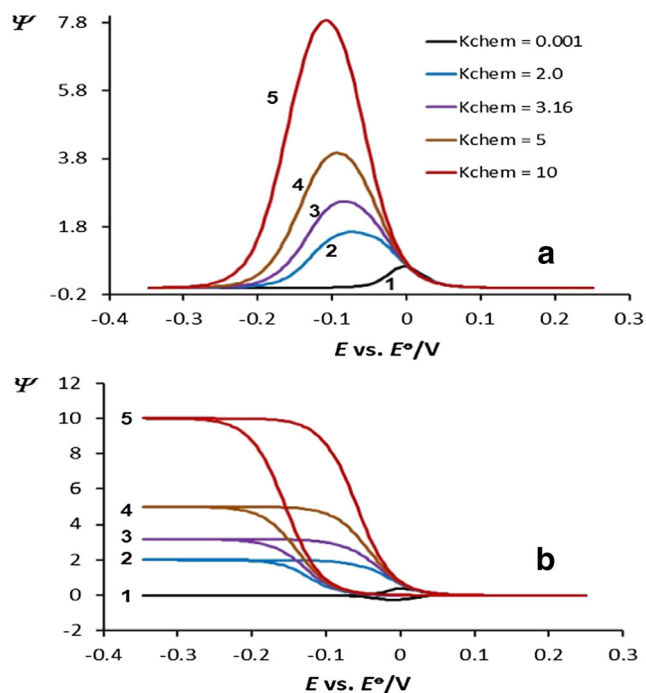 Ψ
7.8
5.8
3.8
1.8
-0.2
5
4
3
2
1
Kchem = 0.001
Kchem = 2.0
Kchem = 3.16
Kchem = 5
Kchem = 10
a
-0.4 -0.3 -0.2 -0.1 0 0.1 0.2 0.3
E vs. E°/V
Ψ
12
10
8
6
4
2
0
-2
5
4
3
2
1
b
-0.4 -0.3 -0.2 -0.1 0 0.1 0.2 0.3
E vs. E°/V